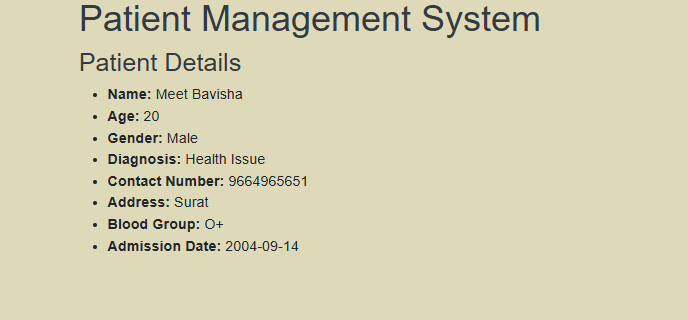 Patient Management System
Patient Details
Name: Meet Bavisha
Age: 20
Gender: Male
Diagnosis: Health Issue
Contact Number: 9664965651
Address: Surat
Blood Group: O+
Admission Date: 2004-09-14